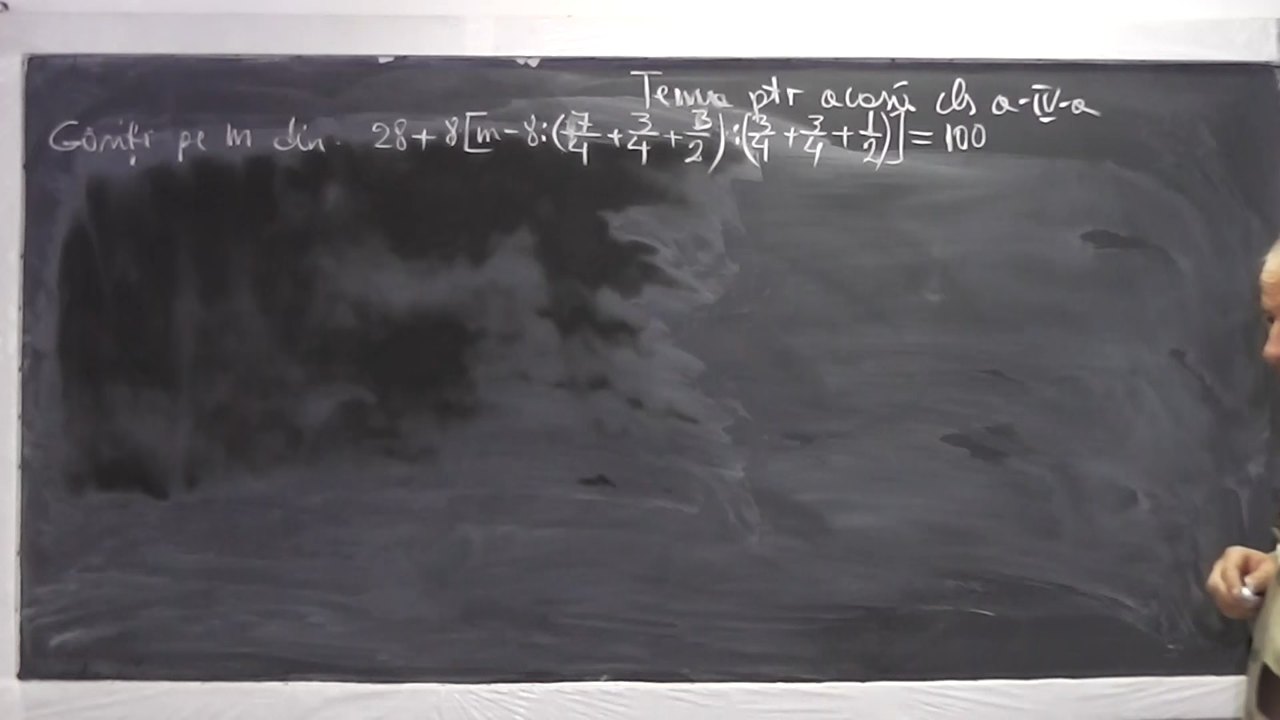 Tema ptr acasă cls a-IV-a
Găsiți pe m din. 28+8[m-8:(7/4+3/4+3/2):(3/4+3/4+1/2)]=100